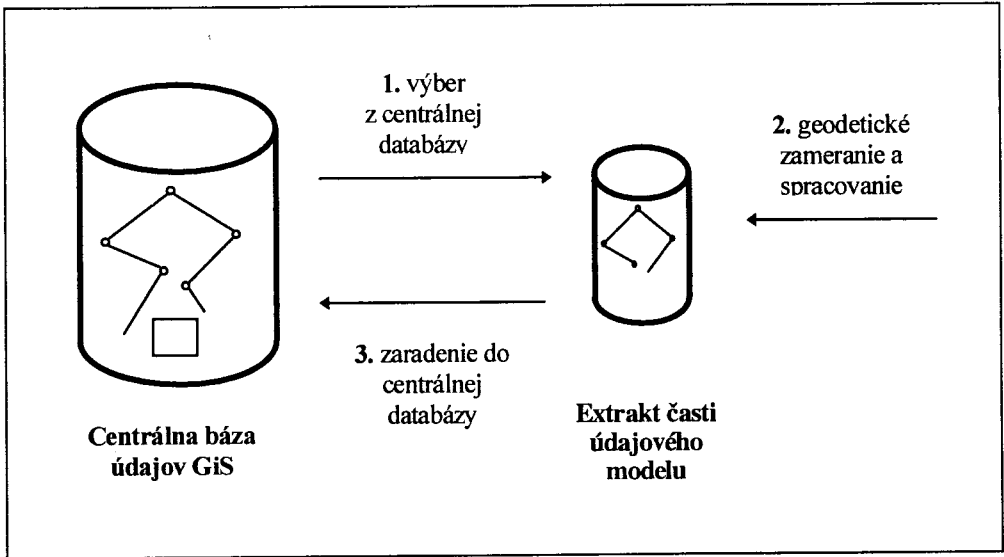 1. výber
z centrálnej
databázy
2. geodetické
zameranie a
spracovanie
3. zaradenie do
centrálnej
databázy
Centrálna báza
údajov GiS
Extrakt časti
údajového
modelu